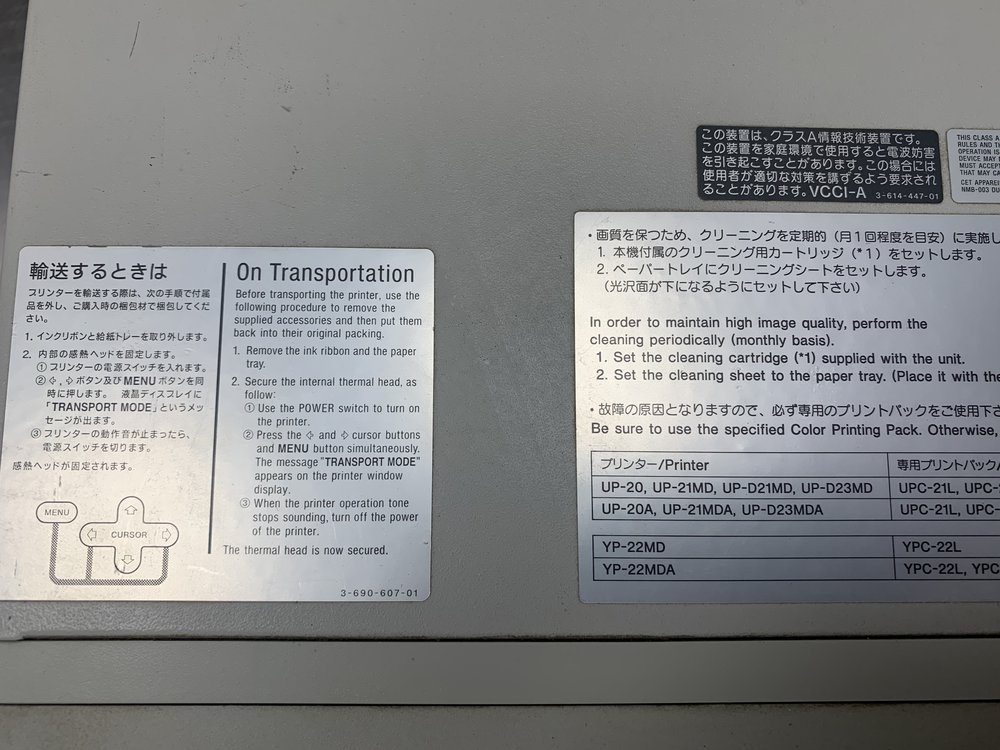 輸送するときは
プリンターを輸送する際は、次の手順で付属
品を外し、ご購入時の梱包材で梱包してくだ
さい。
1. インクリボンと給紙トレーを取り外します。
2. 内部の感熱ヘッドを固定します。
① プリンターの電源スイッチを入れます。
② ◁, ▷ ボタン及び MENU ボタンを同
時に押します。 液晶ディスプレイに
「TRANSPORT MODE」というメッ
セージが出ます。
③ プリンターの動作音が止まったら、
電源スイッチを切ります。
感熱ヘッドが固定されます。
MENU
CURSOR
On Transportation
Before transporting the printer, use the
following procedure to remove the
supplied accessories and then put them
back into their original packing.
1. Remove the ink ribbon and the paper
tray.
2. Secure the internal thermal head, as
follow:
① Use the POWER switch to turn on
the printer.
② Press the ◁ and ▷ cursor buttons
and MENU button simultaneously.
The message "TRANSPORT MODE"
appears on the printer window
display.
③ When the printer operation tone
stops sounding, turn off the power
of the printer.
The thermal head is now secured.
3-690-607-01
この装置は、クラスA情報技術装置です。
この装置を家庭環境で使用すると電波妨害
を引き起こすことがあります。この場合には
使用者が適切な対策を講ずるよう要求され
ることがあります。VCCI-A 3-614-447-01
THIS CLASS A
RULES AND
OPERATION IS
DEVICE MAY
MUST ACCEPT
THAT MAY CA
CET APPAREI
NMB-003 DU
・画質を保つため、クリーニングを定期的（月1回程度を目安）に実施し
1. 本機付属のクリーニング用カートリッジ（*1）をセットします。
2. ペーパートレイにクリーニングシートをセットします。
（光沢面が下になるようにセットして下さい）
In order to maintain high image quality, perform the
cleaning periodically (monthly basis).
1. Set the cleaning cartridge (*1) supplied with the unit.
2. Set the cleaning sheet to the paper tray. (Place it with the
・故障の原因となりますので、必ず専用のプリントパックをご使用下さ
Be sure to use the specified Color Printing Pack. Otherwise,
プリンター/Printer 専用プリントパック/
UP-20, UP-21MD, UP-D21MD, UP-D23MD UPC-21L, UPC-
UP-20A, UP-21MDA, UP-D23MDA UPC-21L, UPC-
YP-22MD YPC-22L
YP-22MDA YPC-22L, YPC